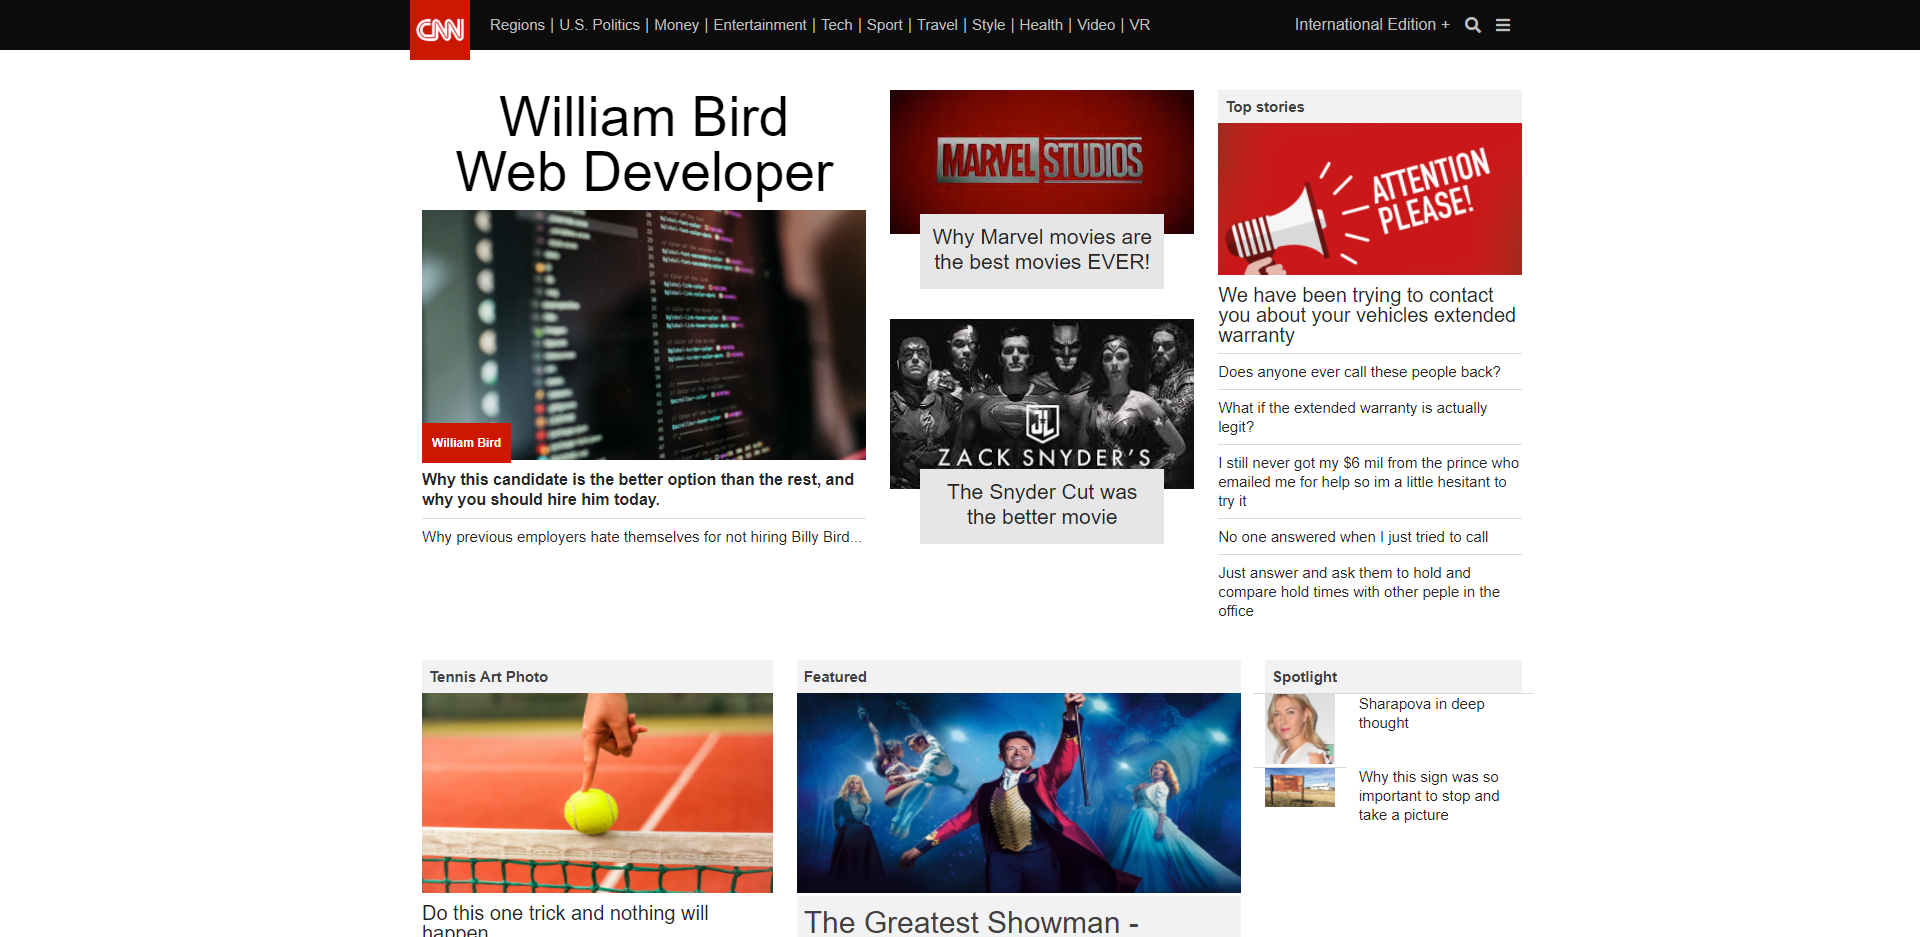 CNN
Regions | U.S. Politics | Money | Entertainment | Tech | Sport | Travel | Style | Health | Video | VR
International Edition +
William Bird
Web Developer
William Bird
Why this candidate is the better option than the rest, and
why you should hire him today.
Why previous employers hate themselves for not hiring Billy Bird...
MARVEL STUDIOS
Why Marvel movies are
the best movies EVER!
JL
ZACK SNYDER'S
The Snyder Cut was
the better movie
Top stories
ATTENTION
PLEASE!
We have been trying to contact
you about your vehicles extended
warranty
Does anyone ever call these people back?
What if the extended warranty is actually
legit?
I still never got my $6 mil from the prince who
emailed me for help so im a little hesitant to
try it
No one answered when I just tried to call
Just answer and ask them to hold and
compare hold times with other peple in the
office
Tennis Art Photo
Do this one trick and nothing will
happen
Featured
The Greatest Showman -
Spotlight
Sharapova in deep
thought
Why this sign was so
important to stop and
take a picture